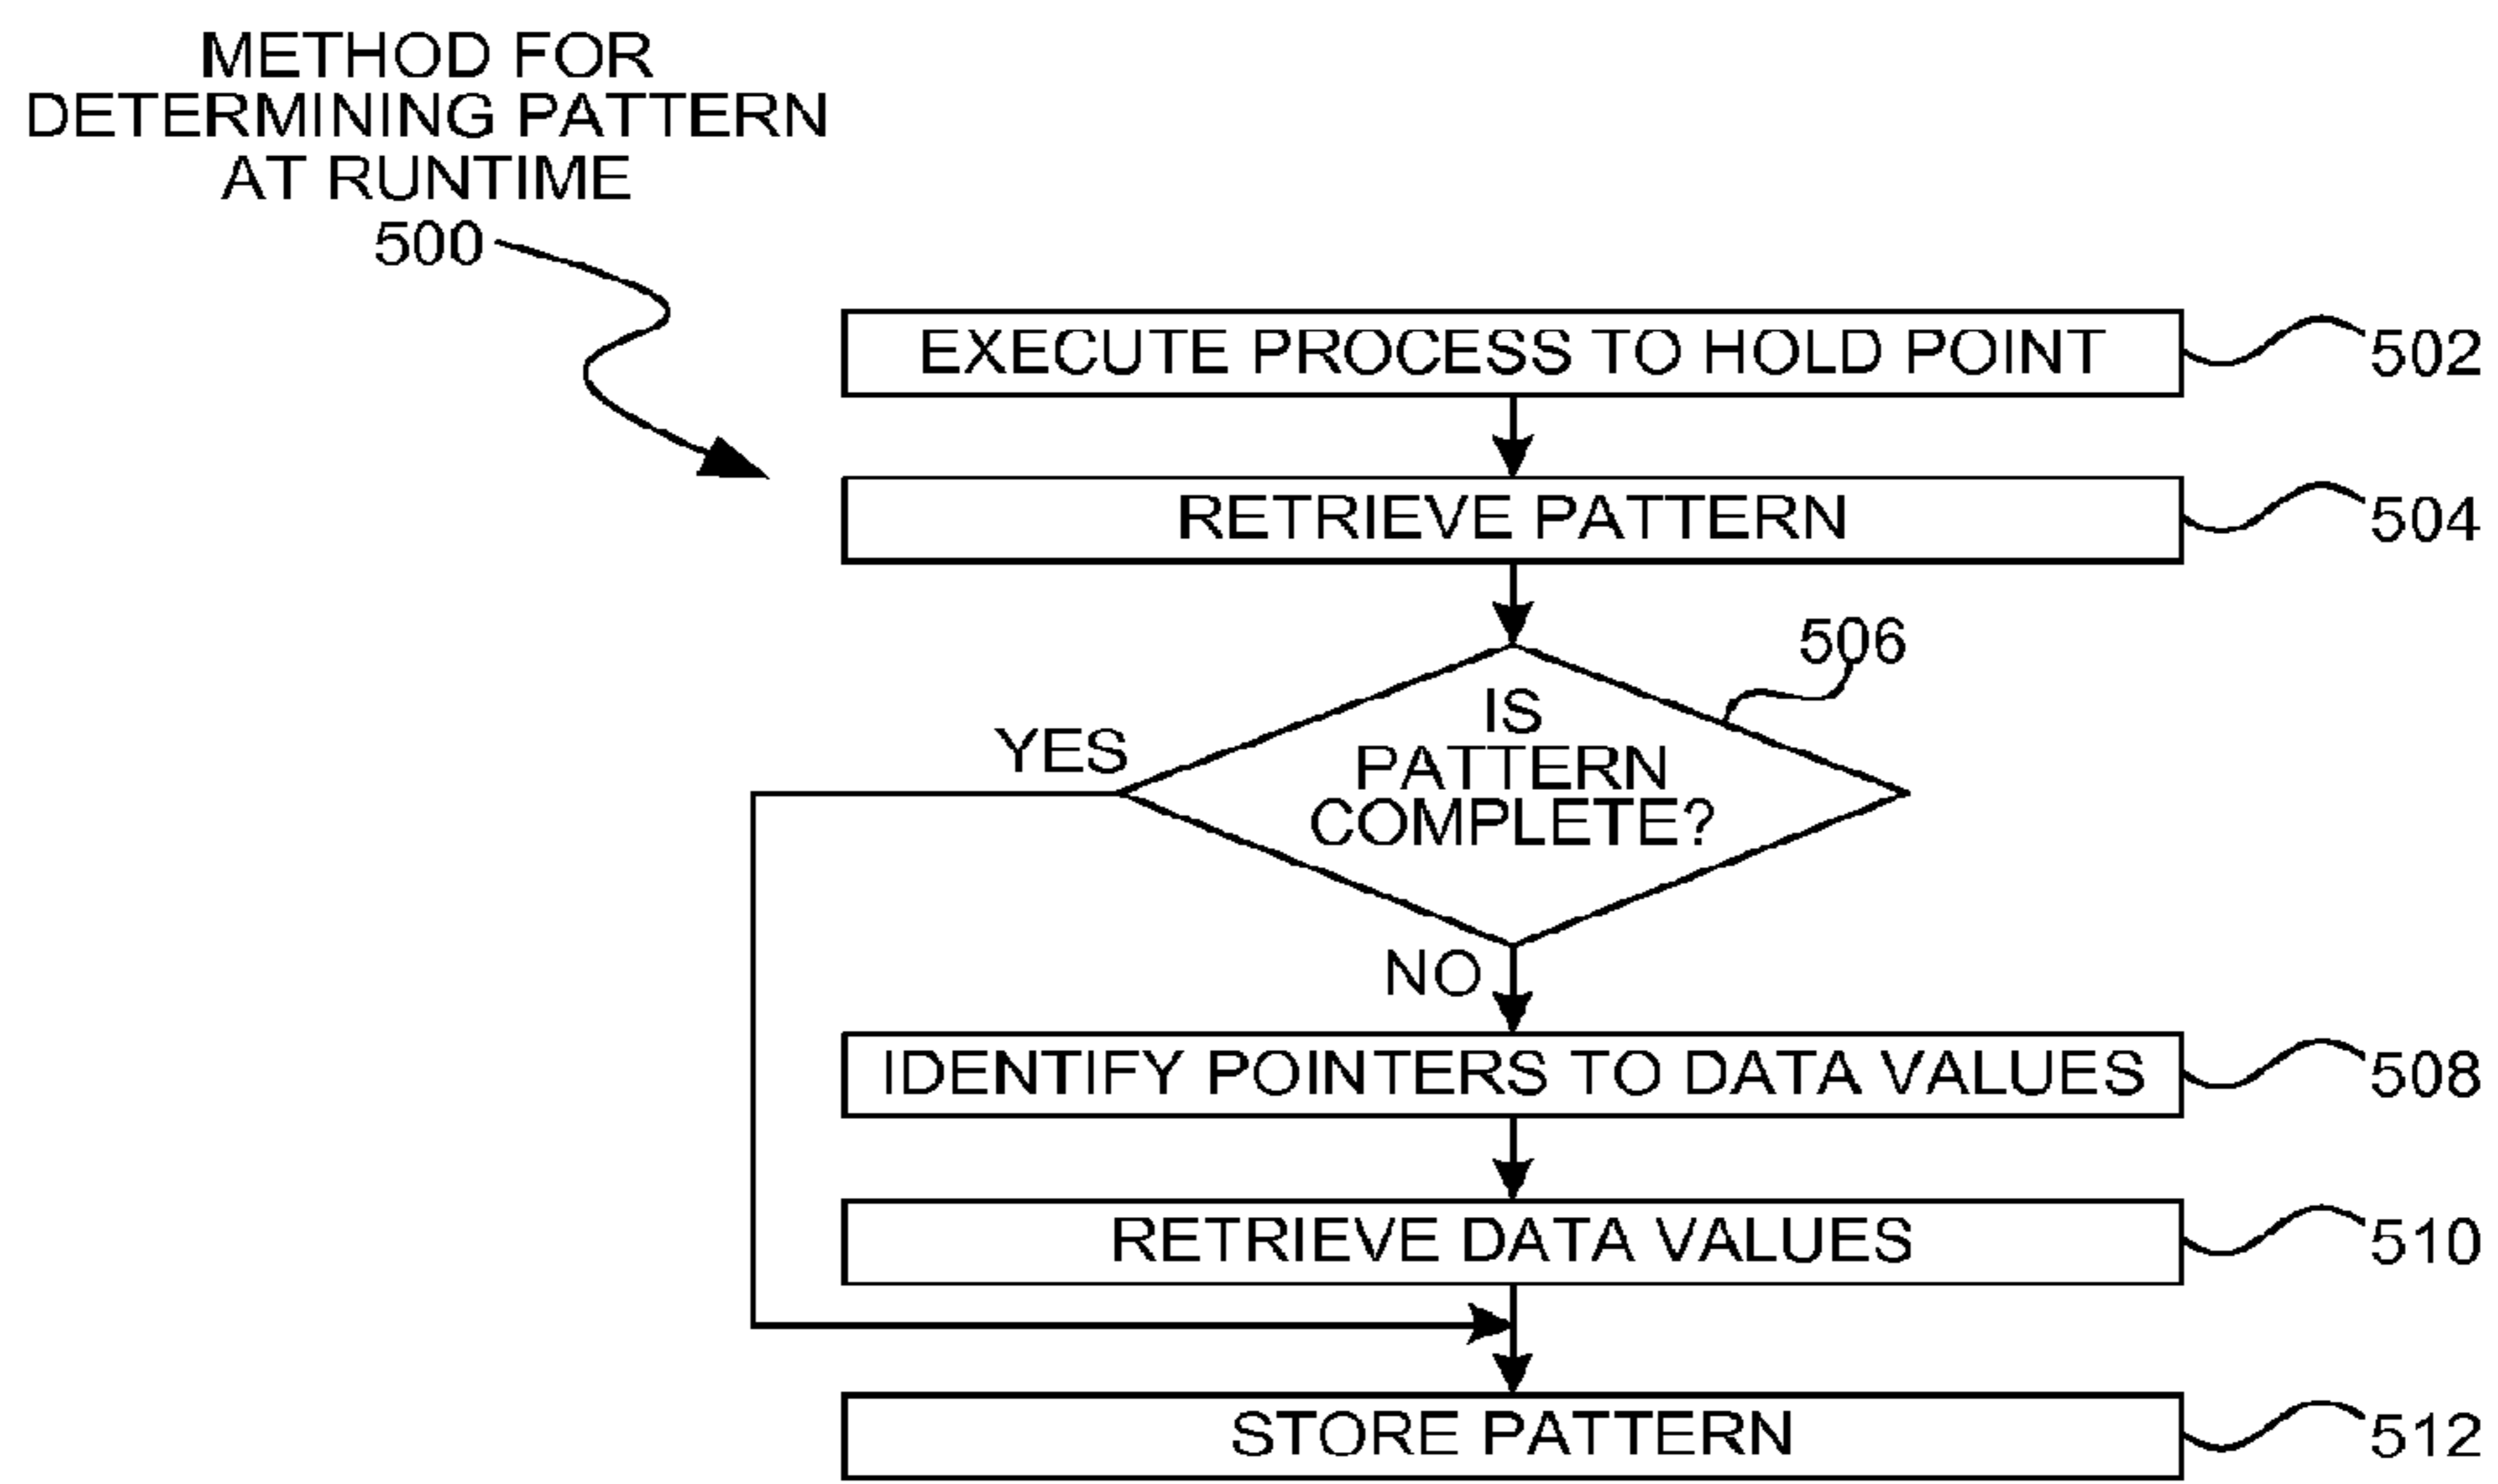 METHOD FOR
DETERMINING PATTERN
AT RUNTIME
500
EXECUTE PROCESS TO HOLD POINT
502
RETRIEVE PATTERN
504
506
IS
PATTERN
COMPLETE?
YES
NO
IDENTIFY POINTERS TO DATA VALUES
508
RETRIEVE DATA VALUES
510
STORE PATTERN
512